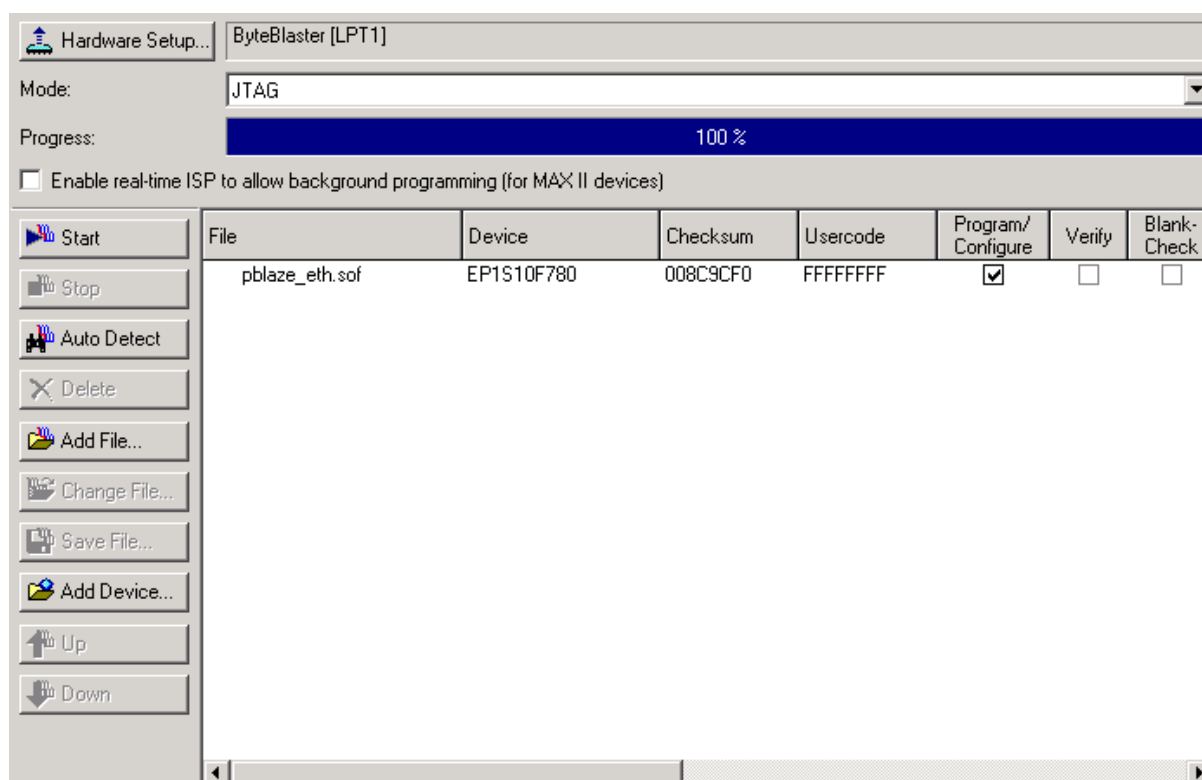 Hardware Setup...
ByteBlaster [LPT1]
Mode:
JTAG
Progress:
100 %
Enable real-time ISP to allow background programming (for MAX II devices)
Start
Stop
Auto Detect
Delete
Add File...
Change File...
Save File...
Add Device...
Up
Down
File Device Checksum Usercode Program/ Configure Verify Blank- Check
pblaze_eth.sof EP1S10F780 008C9CF0 FFFFFFFF